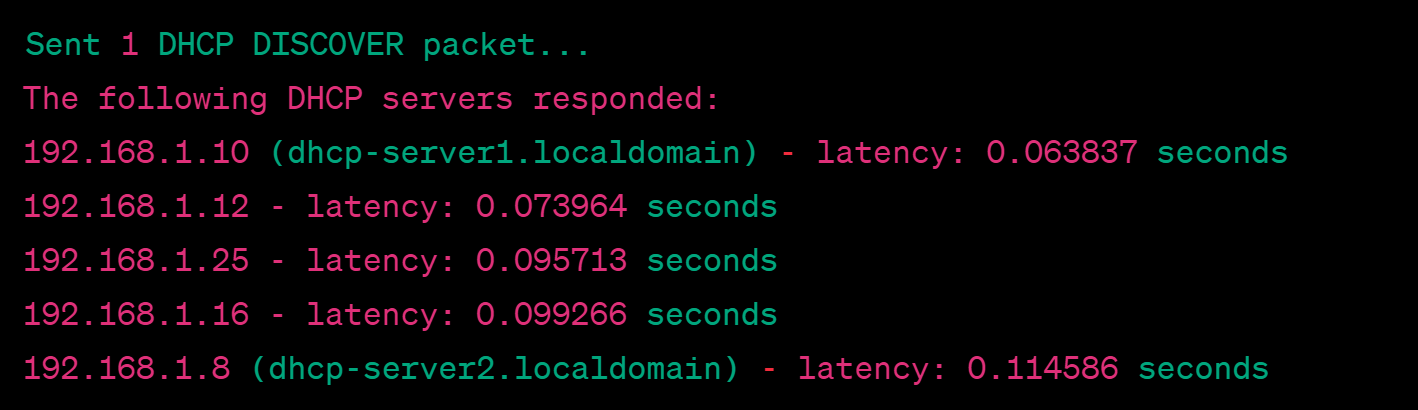 Sent 1 DHCP DISCOVER packet...
The following DHCP servers responded:
192.168.1.10 (dhcp-server1.localdomain) - latency: 0.063837 seconds
192.168.1.12 - latency: 0.073964 seconds
192.168.1.25 - latency: 0.095713 seconds
192.168.1.16 - latency: 0.099266 seconds
192.168.1.8 (dhcp-server2.localdomain) - latency: 0.114586 seconds